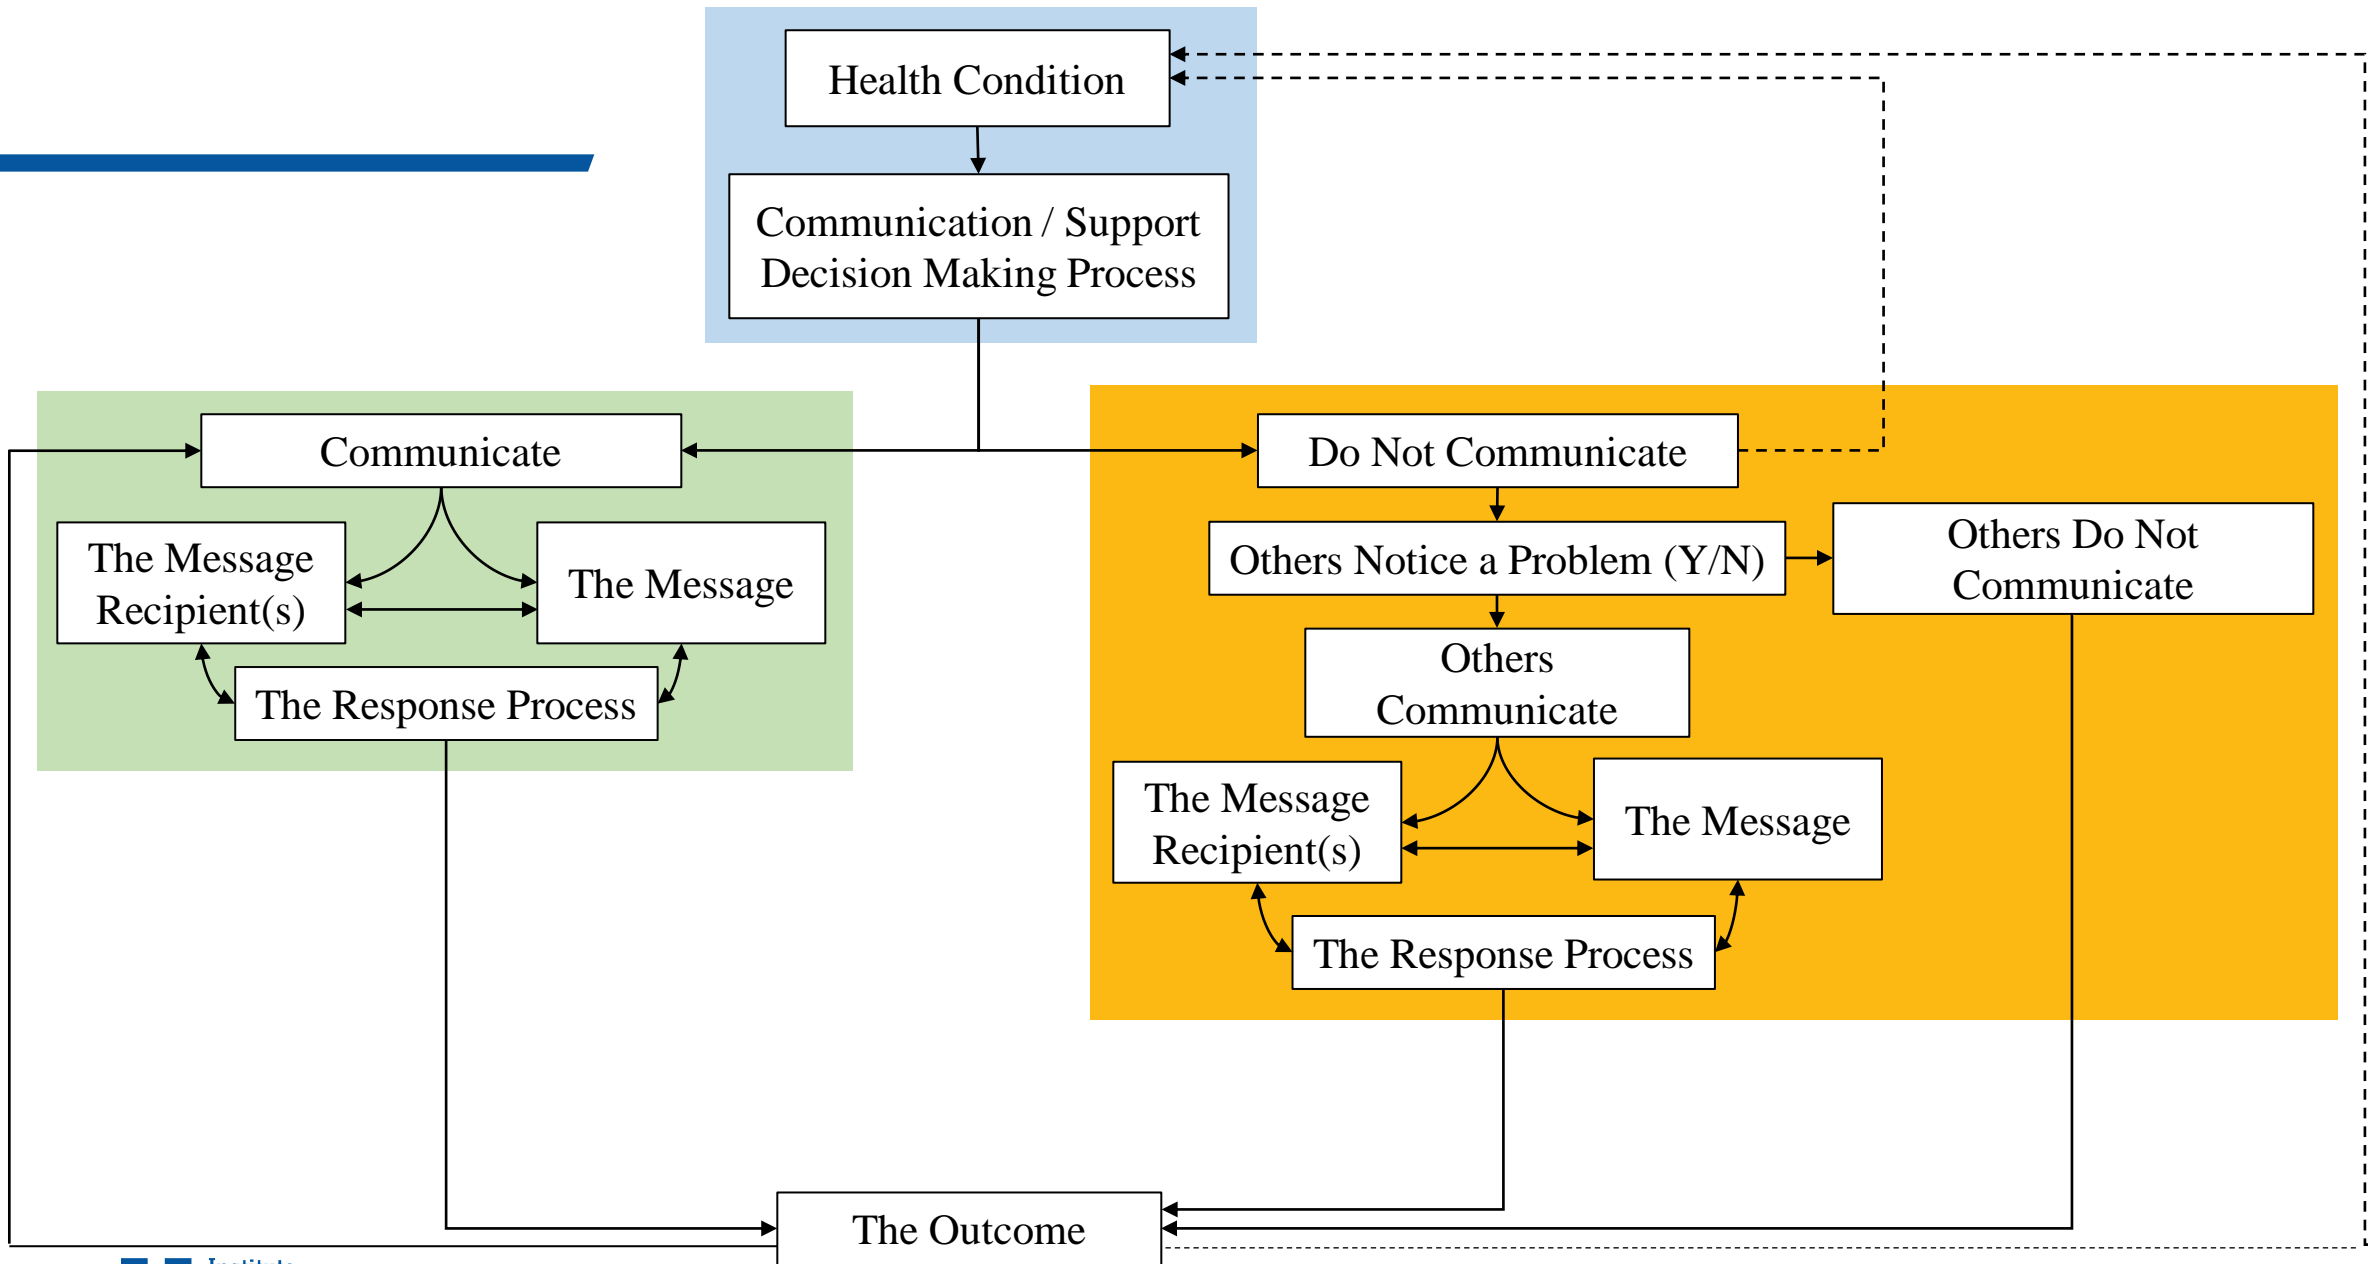 Health Condition
Communication / Support
Decision Making Process
Communicate
The Message
Recipient(s)
The Message
The Response Process
Do Not Communicate
Others Notice a Problem (Y/N)
Others Do Not
Communicate
Others
Communicate
The Message
Recipient(s)
The Message
The Response Process
The Outcome